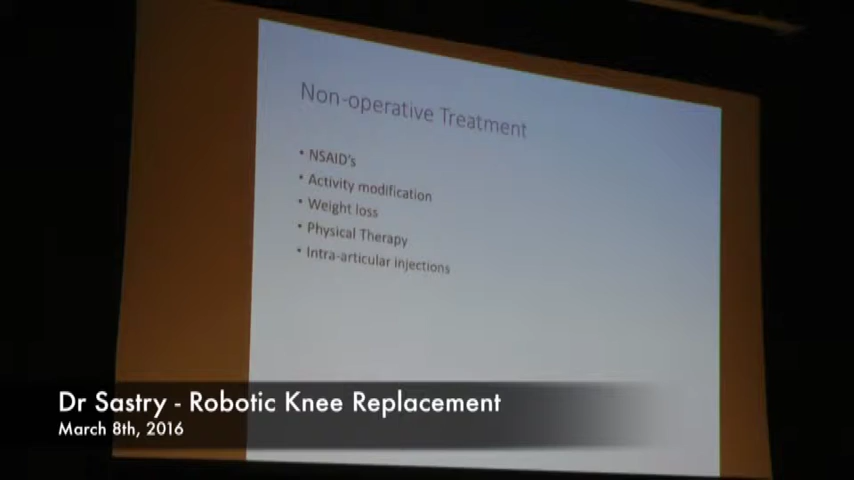 Non-operative Treatment
• NSAID's
• Activity modification
• Weight loss
• Physical Therapy
• Intra-articular injections
Dr Sastry - Robotic Knee Replacement
March 8th, 2016